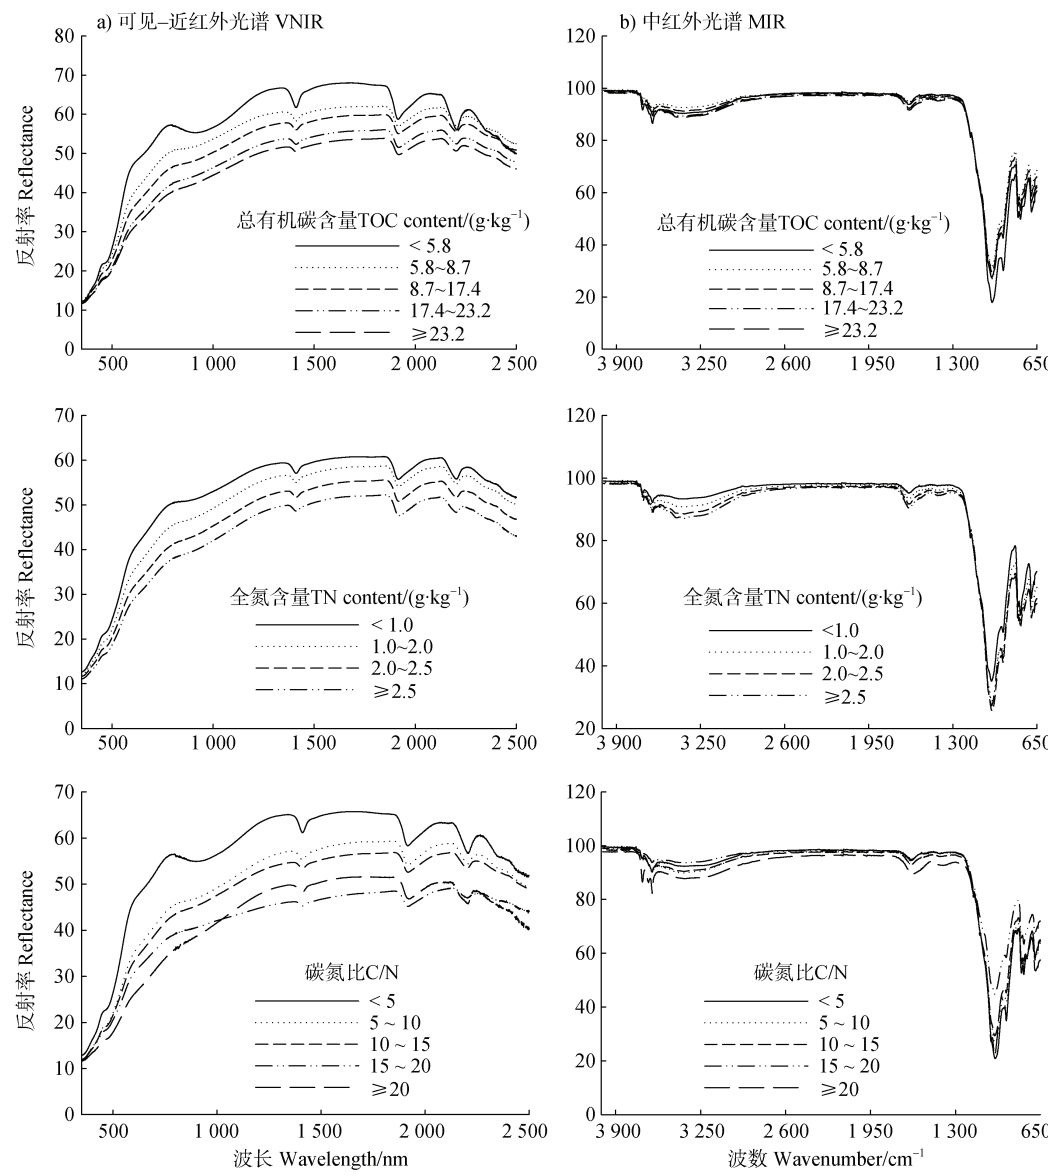 a) 可见–近红外光谱 VNIR
b) 中红外光谱 MIR
反射率 Reflectance
80
70
60
50
40
30
20
10
0
总有机碳含量TOC content/(g·kg⁻¹)
< 5.8
5.8~8.7
8.7~17.4
17.4~23.2
≥23.2
500 1 000 1 500 2 000 2 500
120
100
80
60
40
20
0
总有机碳含量TOC content/(g·kg⁻¹)
< 5.8
5.8~8.7
8.7~17.4
17.4~23.2
≥23.2
3 900 3 250 2 600 1 950 1 300 650
反射率 Reflectance
70
60
50
40
30
20
10
0
全氮含量TN content/(g·kg⁻¹)
< 1.0
1.0~2.0
2.0~2.5
≥2.5
500 1 000 1 500 2 000 2 500
120
100
80
60
40
20
全氮含量TN content/(g·kg⁻¹)
<1.0
1.0~2.0
2.0~2.5
≥2.5
3 900 3 250 2 600 1 950 1 300 650
反射率 Reflectance
70
60
50
40
30
20
10
0
碳氮比C/N
< 5
5 ~ 10
10 ~ 15
15 ~ 20
≥20
500 1 000 1 500 2 000 2 500
波长 Wavelength/nm
120
100
80
60
40
20
0
碳氮比C/N
< 5
5 ~ 10
10 ~ 15
15 ~ 20
≥20
3 900 3 250 2 600 1 950 1 300 650
波数 Wavenumber/cm⁻¹